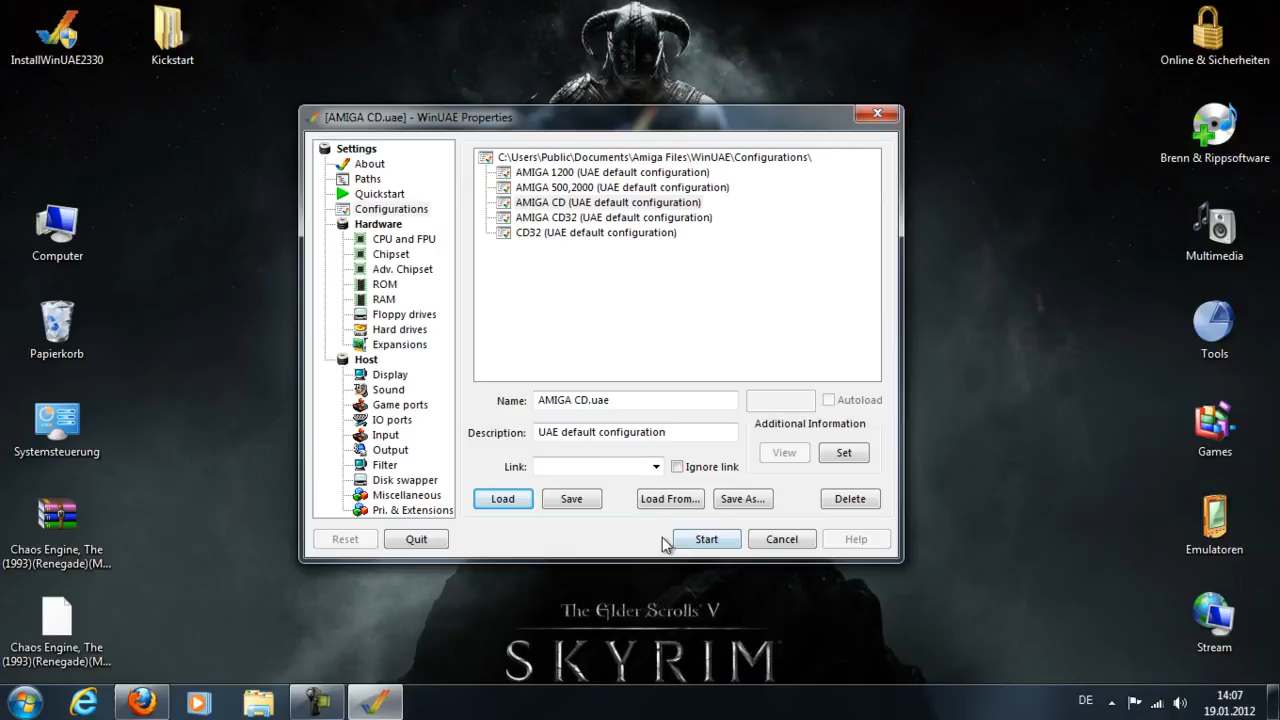 InstallWinUAE2330
Kickstart
Online & Sicherheiten
[AMIGA CD.uae] - WinUAE Properties
Settings
About
Paths
Quickstart
Configurations
Hardware
CPU and FPU
Chipset
Adv. Chipset
ROM
RAM
Floppy drives
Hard drives
Expansions
Host
Display
Sound
Game ports
IO ports
Input
Output
Filter
Disk swapper
Miscellaneous
Pri. & Extensions
C:\Users\Public\Documents\Amiga Files\WinUAE\Configurations\
AMIGA 1200 (UAE default configuration)
AMIGA 500,2000 (UAE default configuration)
AMIGA CD (UAE default configuration)
AMIGA CD32 (UAE default configuration)
CD32 (UAE default configuration)
Name: AMIGA CD.uae
Autoload
Description: UAE default configuration
Additional Information
View
Set
Link:
Ignore link
Load
Save
Load From...
Save As...
Delete
Reset
Quit
Start
Cancel
Help
Computer
Papierkorb
Systemsteuerung
Chaos Engine, The
(1993)(Renegade)(M...
Chaos Engine, The
(1993)(Renegade)(M...
Brenn & Rippsoftware
Multimedia
Tools
Games
Emulatoren
Stream
The Elder Scrolls V
SKYRIM
DE
14:07
19.01.2012